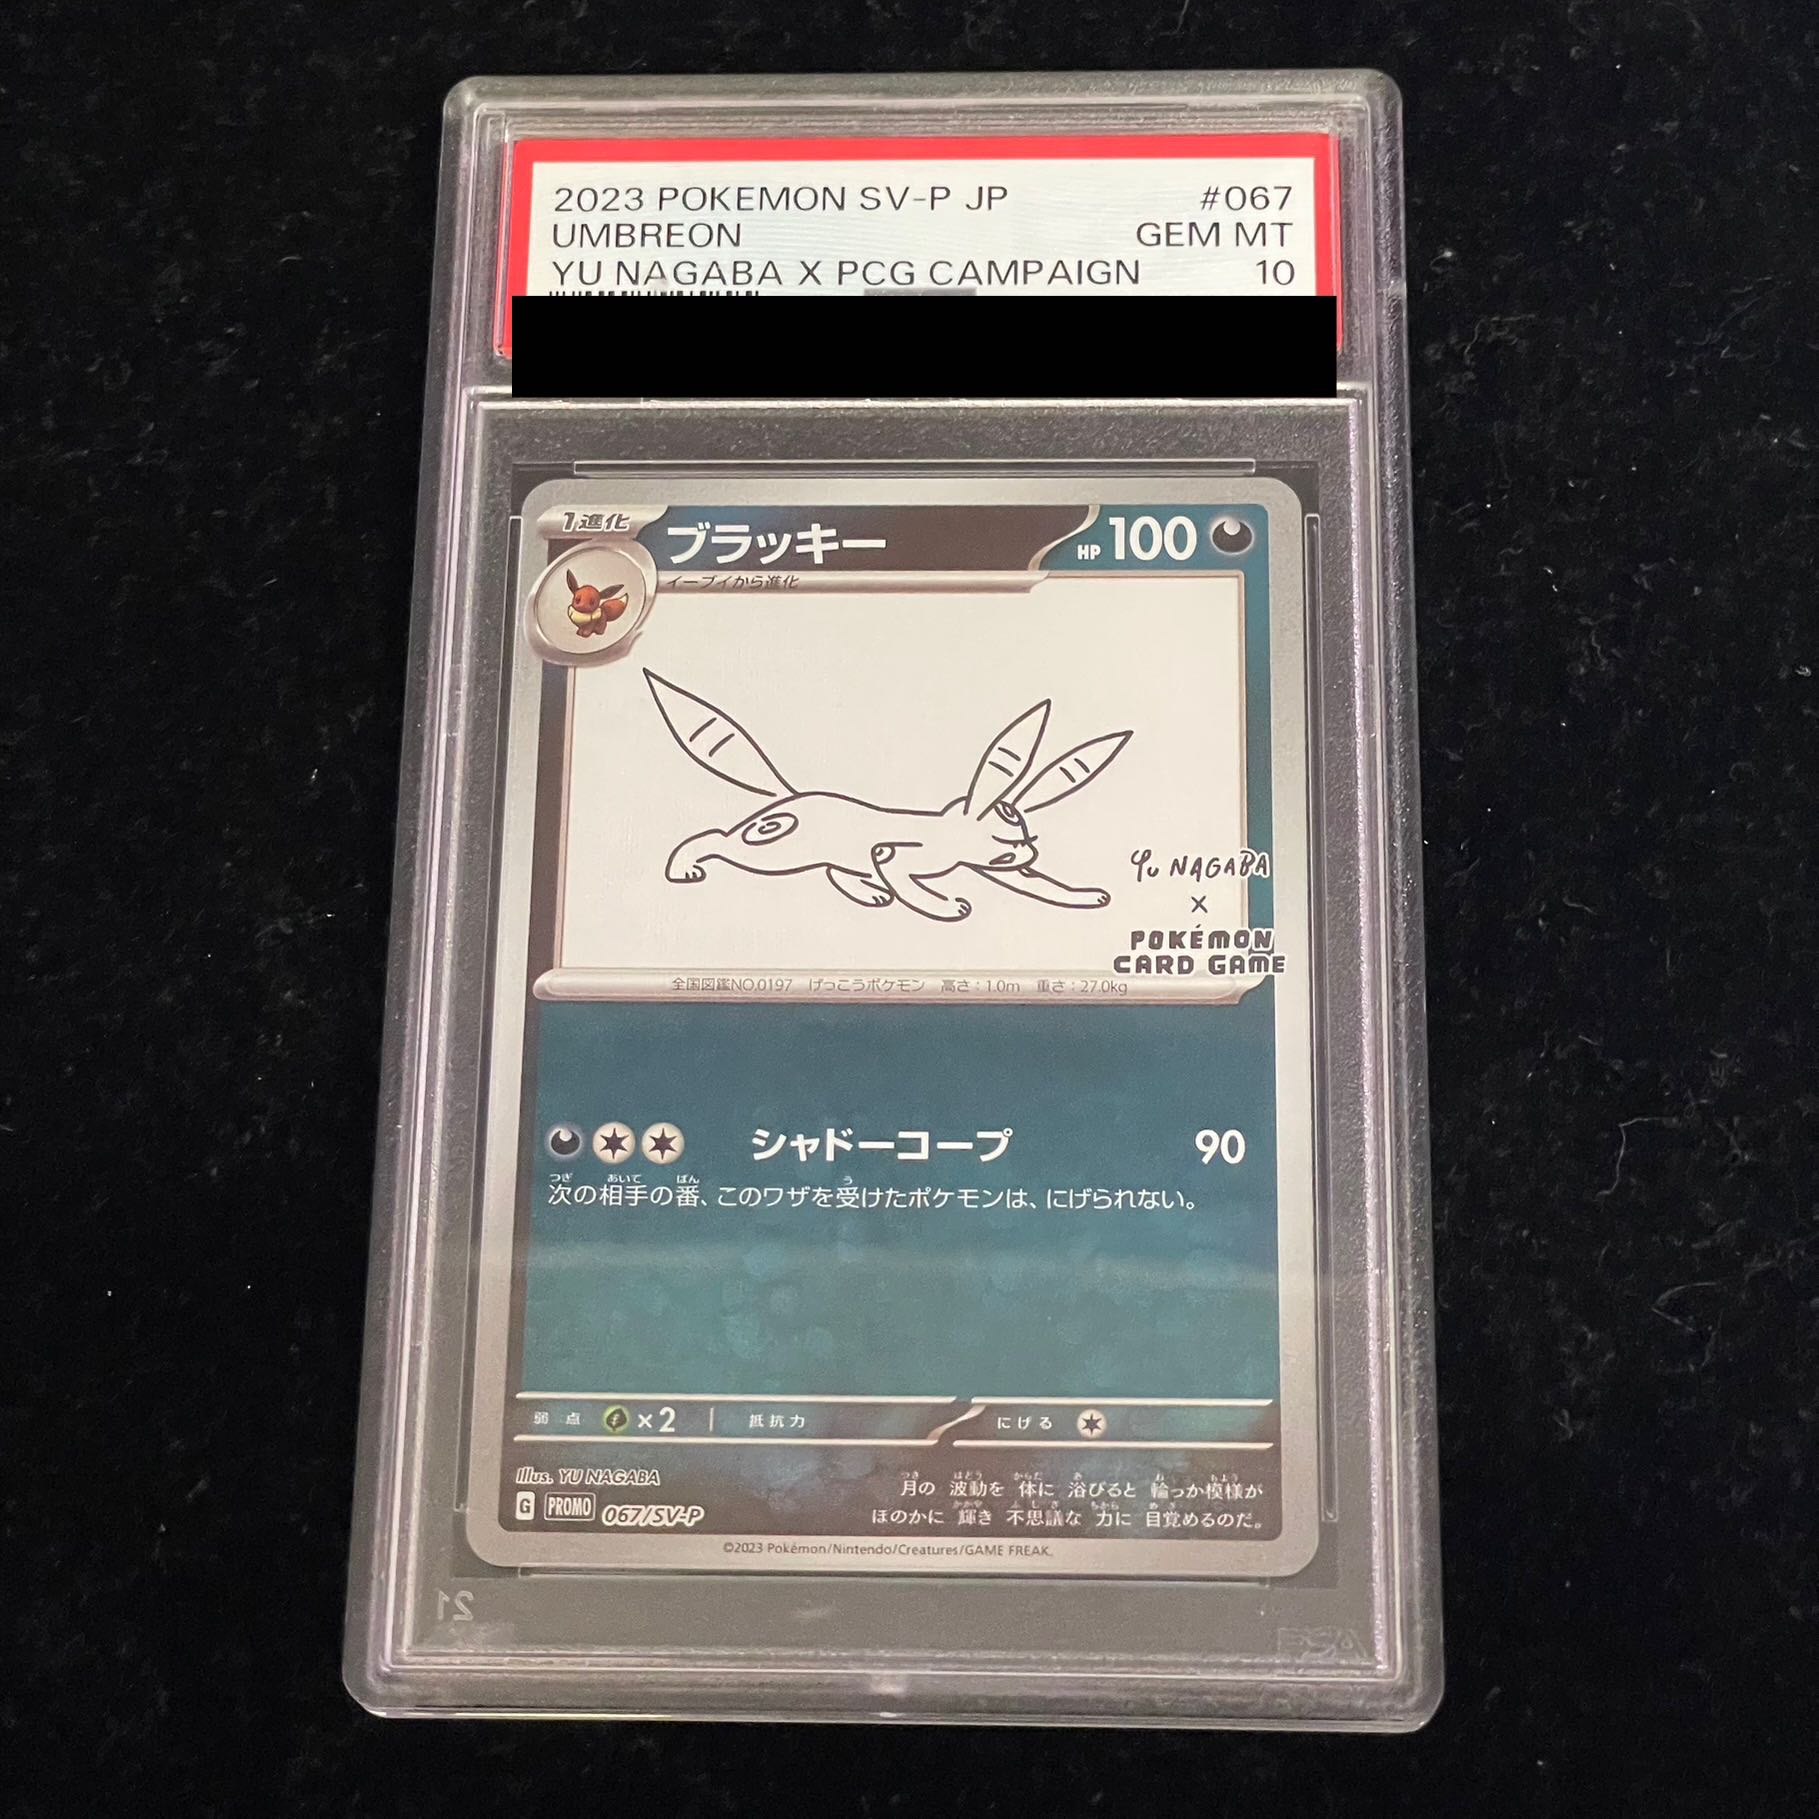 2023 POKEMON SV-P JP #067
UMBREON GEM MT
YU NAGABA X PCG CAMPAIGN 10
1進化 ブラッキー HP 100
イーブイから進化
Yu NAGABA
×
POKÉMON
CARD GAME
全国図鑑NO.0197 げっこうポケモン 高さ:1.0m 重さ:27.0kg
シャドーコープ 90
次の相手の番、このワザを受けたポケモンは、にげられない。
弱点 ×2 抵抗力 にげる
Illus. YU NAGABA
月の 波動を 体に 浴びると 輪っか模様が
G PROMO 067/SV-P
ほのかに 輝き 不思議な 力に 目覚めるのだ。
©2023 Pokémon/Nintendo/Creatures/GAME FREAK.
21
PSA